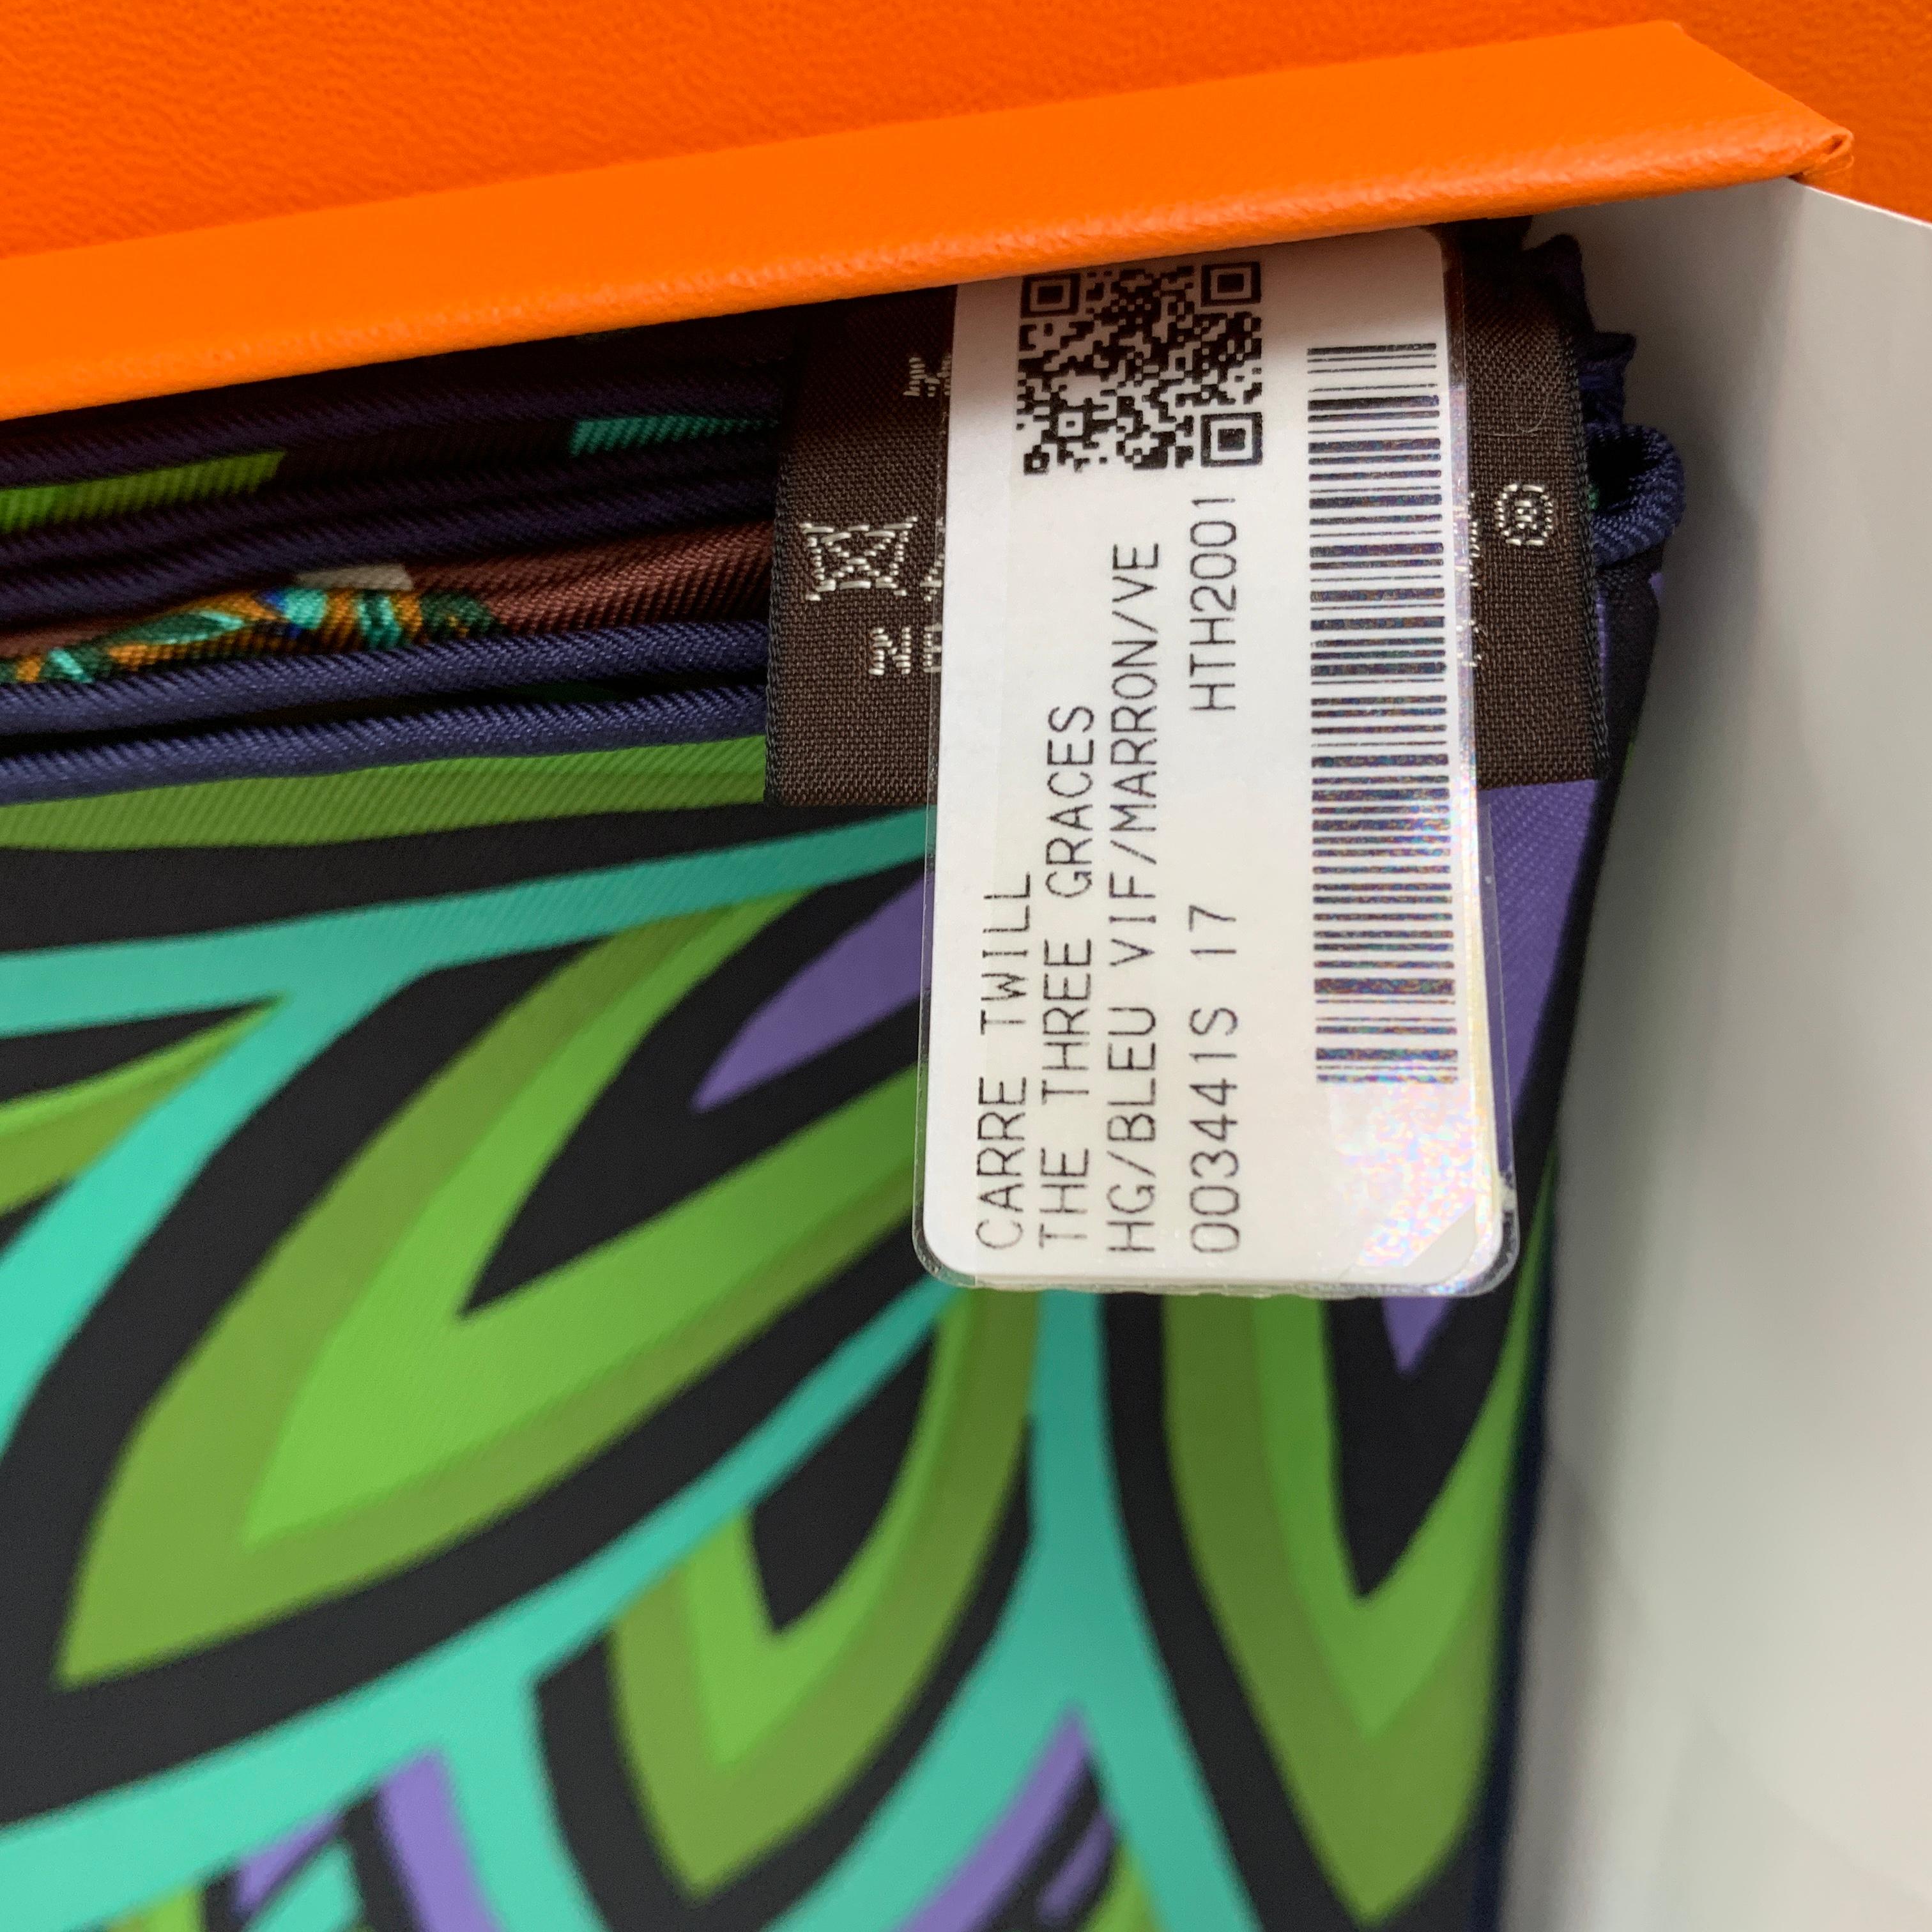 CARRE TWILL
THE THREE GRACES
HG/BLEU VIF/MARRON/VE
003441S 17 HTH2001